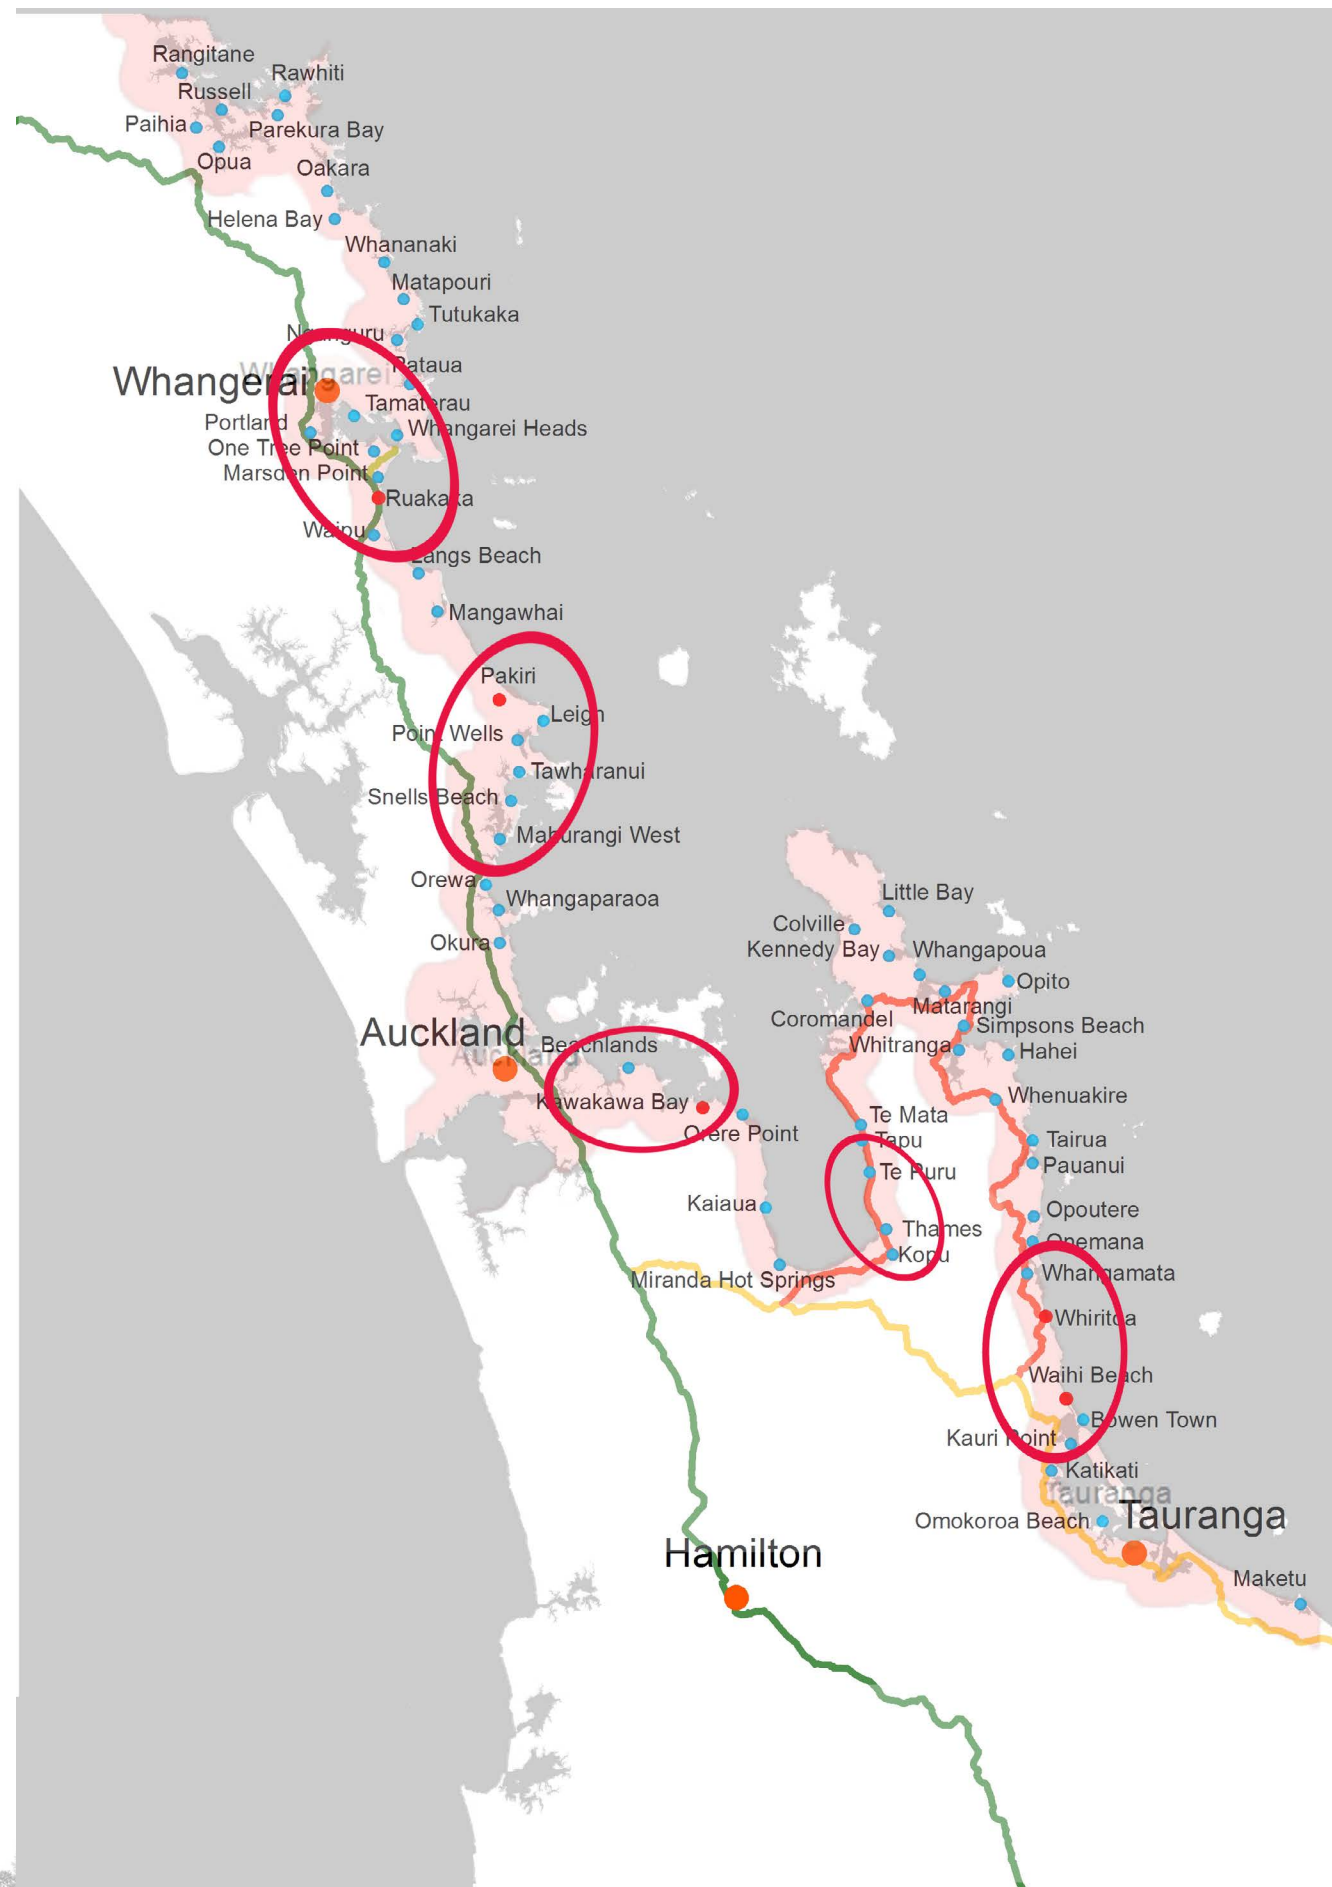 Rangitane
Rawhiti
Russell
Paihia
Parekura Bay
Opua
Oakara
Helena Bay
Whananaki
Matapouri
Tutukaka
Ngunguru
Pataua
Whangarei
Whangerai
Tamaterau
Portland
Whangarei Heads
One Tree Point
Marsden Point
Ruakaka
Waipu
Langs Beach
Mangawhai
Pakiri
Leigh
Point Wells
Tawharanui
Snells Beach
Mahurangi West
Orewa
Whangaparaoa
Okura
Little Bay
Colville
Kennedy Bay
Whangapoua
Opito
Matarangi
Coromandel
Simpsons Beach
Auckland
Auckland
Beachlands
Whitranga
Hahei
Kawakawa Bay
Whenuakire
Te Mata
Orere Point
Tapu
Tairua
Pauanui
Te Puru
Kaiaua
Opoutere
Thames
Onemana
Kopu
Miranda Hot Springs
Whangamata
Whiritoa
Waihi Beach
Bowen Town
Kauri Point
Katikati
Tauranga
Omokoroa Beach
Tauranga
Hamilton
Maketu